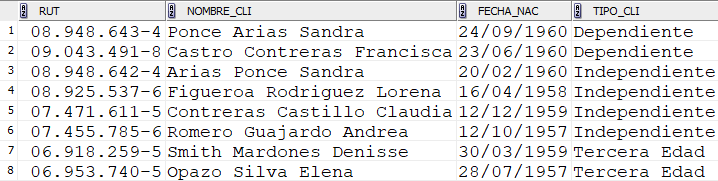 RUT NOMBRE_CLI FECHA_NAC TIPO_CLI
1 08.948.643-4 Ponce Arias Sandra 24/09/1960 Dependiente
2 09.043.491-8 Castro Contreras Francisca 23/06/1960 Dependiente
3 08.948.642-4 Arias Ponce Sandra 20/02/1960 Independiente
4 08.925.537-6 Figueroa Rodriguez Lorena 16/04/1958 Independiente
5 07.471.611-5 Contreras Castillo Claudia 12/12/1959 Independiente
6 07.455.785-6 Romero Guajardo Andrea 12/10/1957 Independiente
7 06.918.259-5 Smith Mardones Denisse 30/03/1959 Tercera Edad
8 06.953.740-5 Opazo Silva Elena 28/07/1957 Tercera Edad